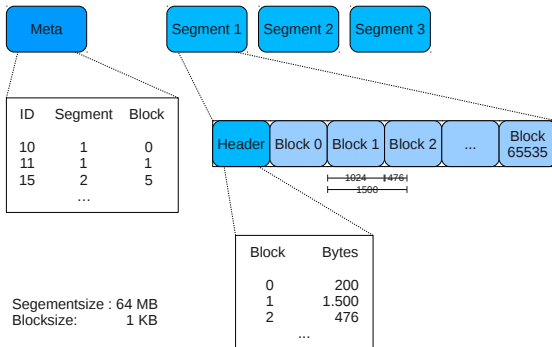 Meta
Segment 1
Segment 2
Segment 3
ID Segment Block
10 1 0
11 1 1
15 2 5
...
Header
Block 0
Block 1
Block 2
...
Block
65535
1024
476
1500
Block Bytes
0 200
1 1.500
2 476
...
Segementsize : 64 MB
Blocksize: 1 KB